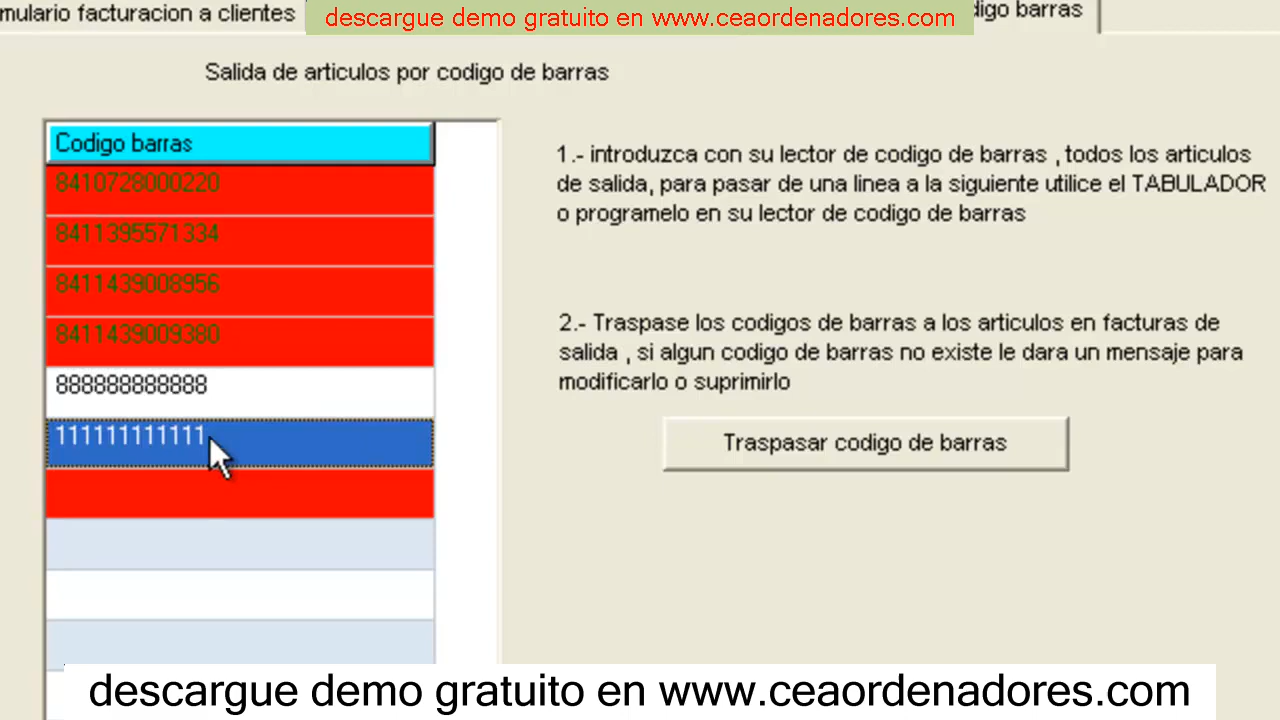 mulario facturacion a clientes
descargue demo gratuito en www.ceaordenadores.com
digo barras
Salida de articulos por codigo de barras
Codigo barras
8410728000220
8411395571334
8411439008956
8411439009380
888888888888
111111111111
1.- introduzca con su lector de codigo de barras , todos los articulos
de salida, para pasar de una linea a la siguiente utilice el TABULADOR
o programelo en su lector de codigo de barras
2.- Traspase los codigos de barras a los articulos en facturas de
salida , si algun codigo de barras no existe le dara un mensaje para
modificarlo o suprimirlo
Traspasar codigo de barras
descargue demo gratuito en www.ceaordenadores.com